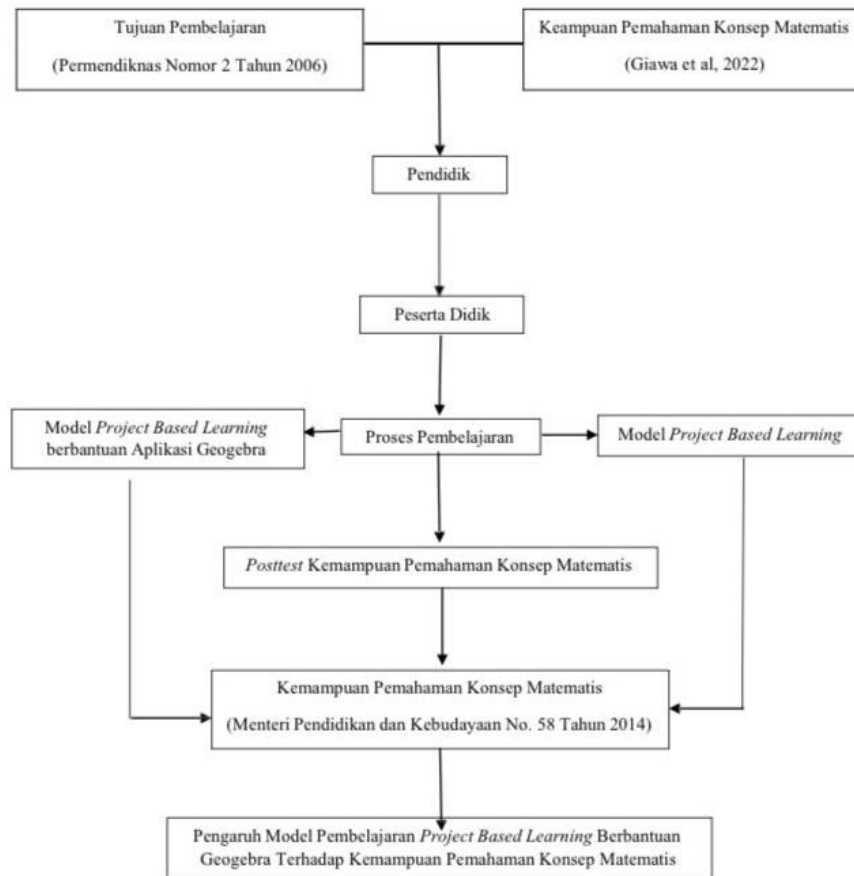 Tujuan Pembelajaran
(Permendiknas Nomor 2 Tahun 2006)
Keampuan Pemahaman Konsep Matematis
(Giawa et al, 2022)
Pendidik
Peserta Didik
Model Project Based Learning
berbantuan Aplikasi Geogebra
Proses Pembelajaran
Model Project Based Learning
Posttest Kemampuan Pemahaman Konsep Matematis
Kemampuan Pemahaman Konsep Matematis
(Menteri Pendidikan dan Kebudayaan No. 58 Tahun 2014)
Pengaruh Model Pembelajaran Project Based Learning Berbantuan
Geogebra Terhadap Kemampuan Pemahaman Konsep Matematis